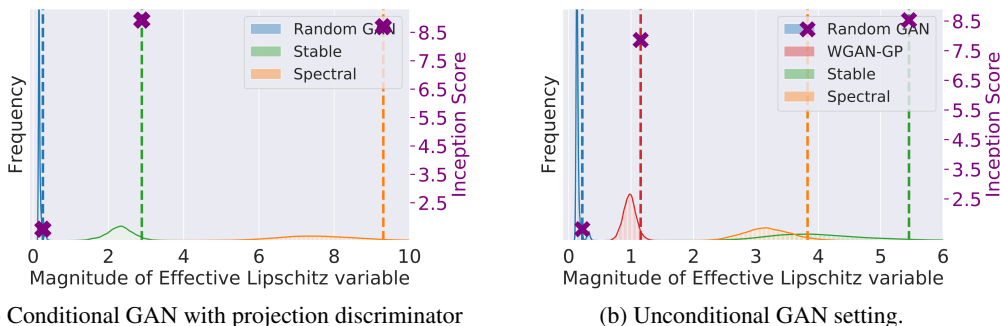 Random GAN
Stable
Spectral
Frequency
8.5
7.5
6.5
5.5
4.5
3.5
2.5
Inception Score
0 2 4 6 8 10
Magnitude of Effective Lipschitz variable
Conditional GAN with projection discriminator
Random GAN
WGAN-GP
Stable
Spectral
Frequency
8.5
7.5
6.5
5.5
4.5
3.5
2.5
Inception Score
0 1 2 3 4 5 6
Magnitude of Effective Lipschitz variable
(b) Unconditional GAN setting.